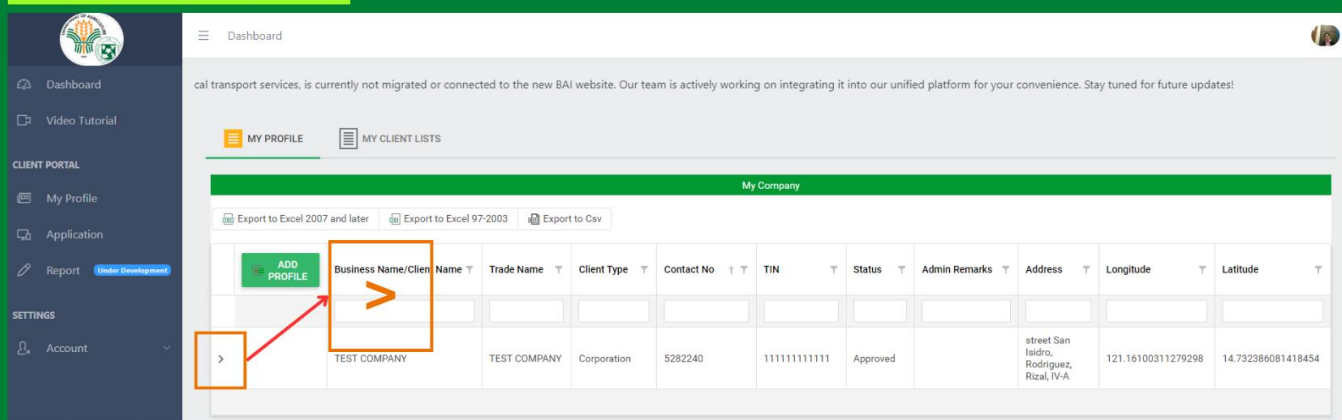 Dashboard
Dashboard
cal transport services, is currently not migrated or connected to the new BAI website. Our team is actively working on integrating it into our unified platform for your convenience. Stay tuned for future updates!
Video Tutorial
MY PROFILE
MY CLIENT LISTS
CLIENT PORTAL
My Profile
Application
Report Under Development
SETTINGS
Account
My Company
Export to Excel 2007 and later
Export to Excel 97-2003
Export to Csv
ADD
PROFILE
Business Name/Client Name
Trade Name
Client Type
Contact No
TIN
Status
Admin Remarks
Address
Longitude
Latitude
>
>
TEST COMPANY
TEST COMPANY
Corporation
5282240
111111111111
Approved
street San
Isidro,
Rodriguez,
Rizal, IV-A
121.16100311279298
14.732386081418454